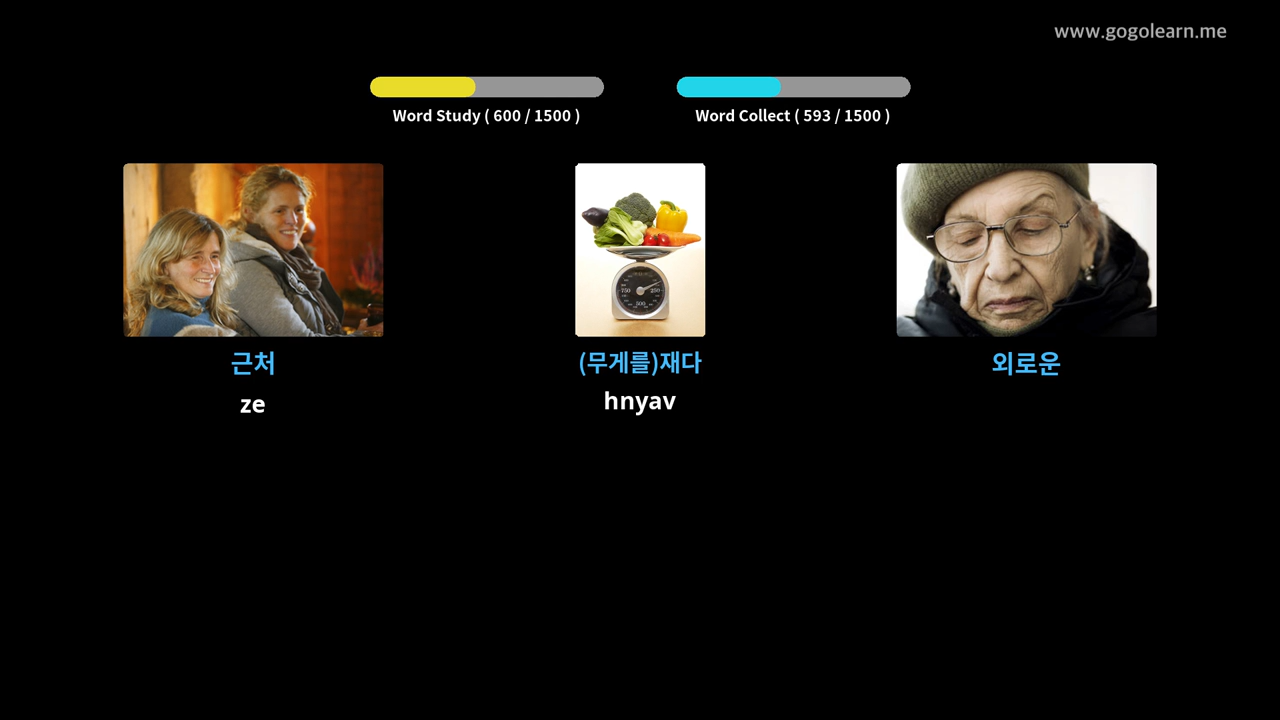 www.gogolearn.me
Word Study ( 600 / 1500 )
Word Collect ( 593 / 1500 )
근처
ze
(무게를)재다
hnyav
외로운